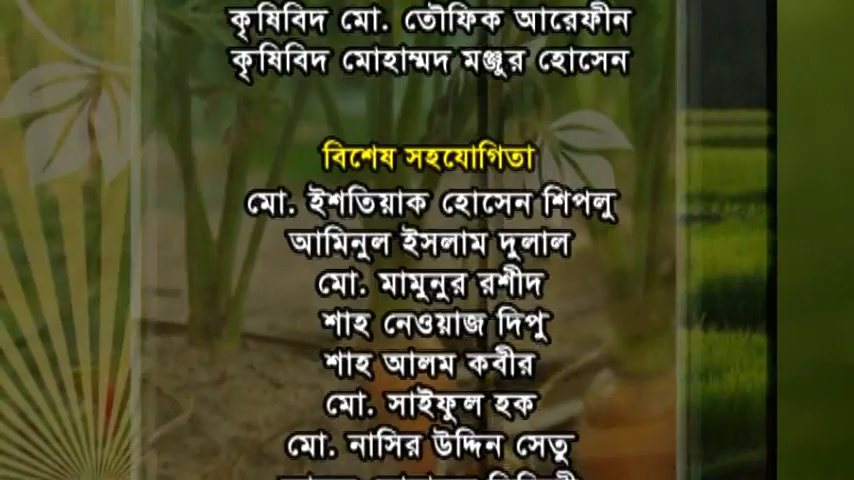 কৃষিবিদ মো. তৌফিক আরেফীন
কৃষিবিদ মোহাম্মদ মঞ্জুর হোসেন
বিশেষ সহযোগিতা
মো. ইশতিয়াক হোসেন শিপলু
আমিনুল ইসলাম দুলাল
মো. মামুনুর রশীদ
শাহ নেওয়াজ দিপু
শাহ আলম কবীর
মো. সাইফুল হক
মো. নাসির উদ্দিন সেতু